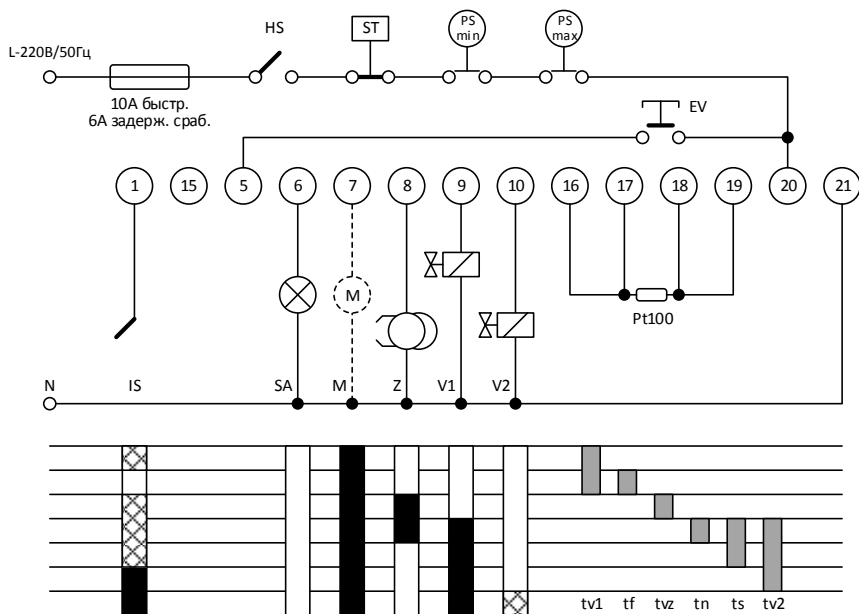 HS
ST
PS
min
PS
max
L-220В/50Гц
10А быстр.
6А задерж. сраб.
EV
1 15 5 6 7 8 9 10 16 17 18 19 20 21
M
Pt100
N IS SA M Z V1 V2
tv1 tf tvz tn ts tv2